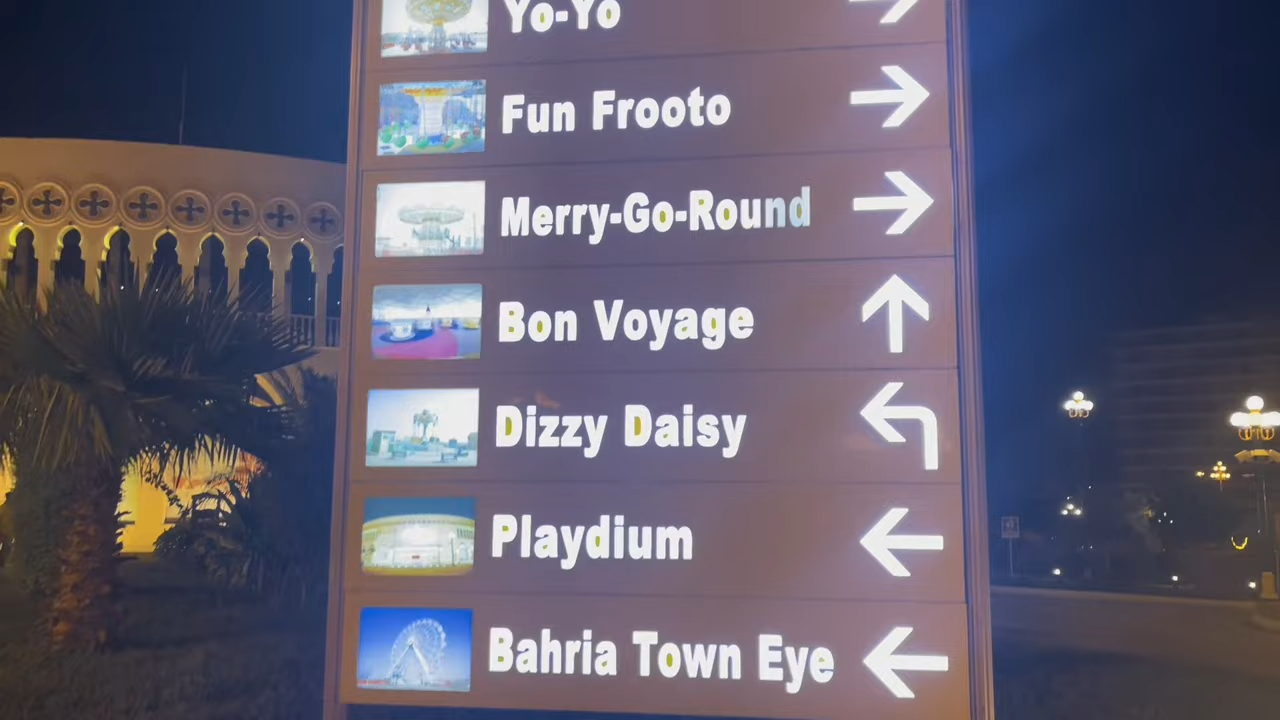 Yo-Yo
Fun Frooto
Merry-Go-Round
Bon Voyage
Dizzy Daisy
Playdium
Bahria Town Eye